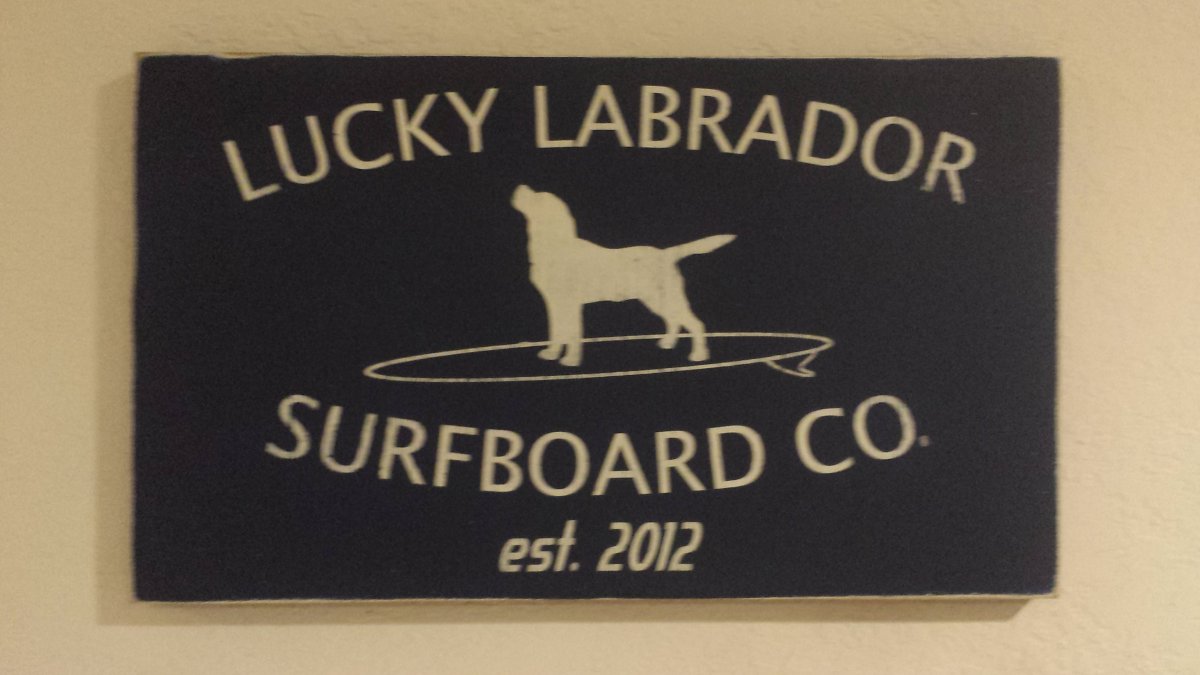 LUCKY LABRADOR
SURFBOARD CO.
est. 2012